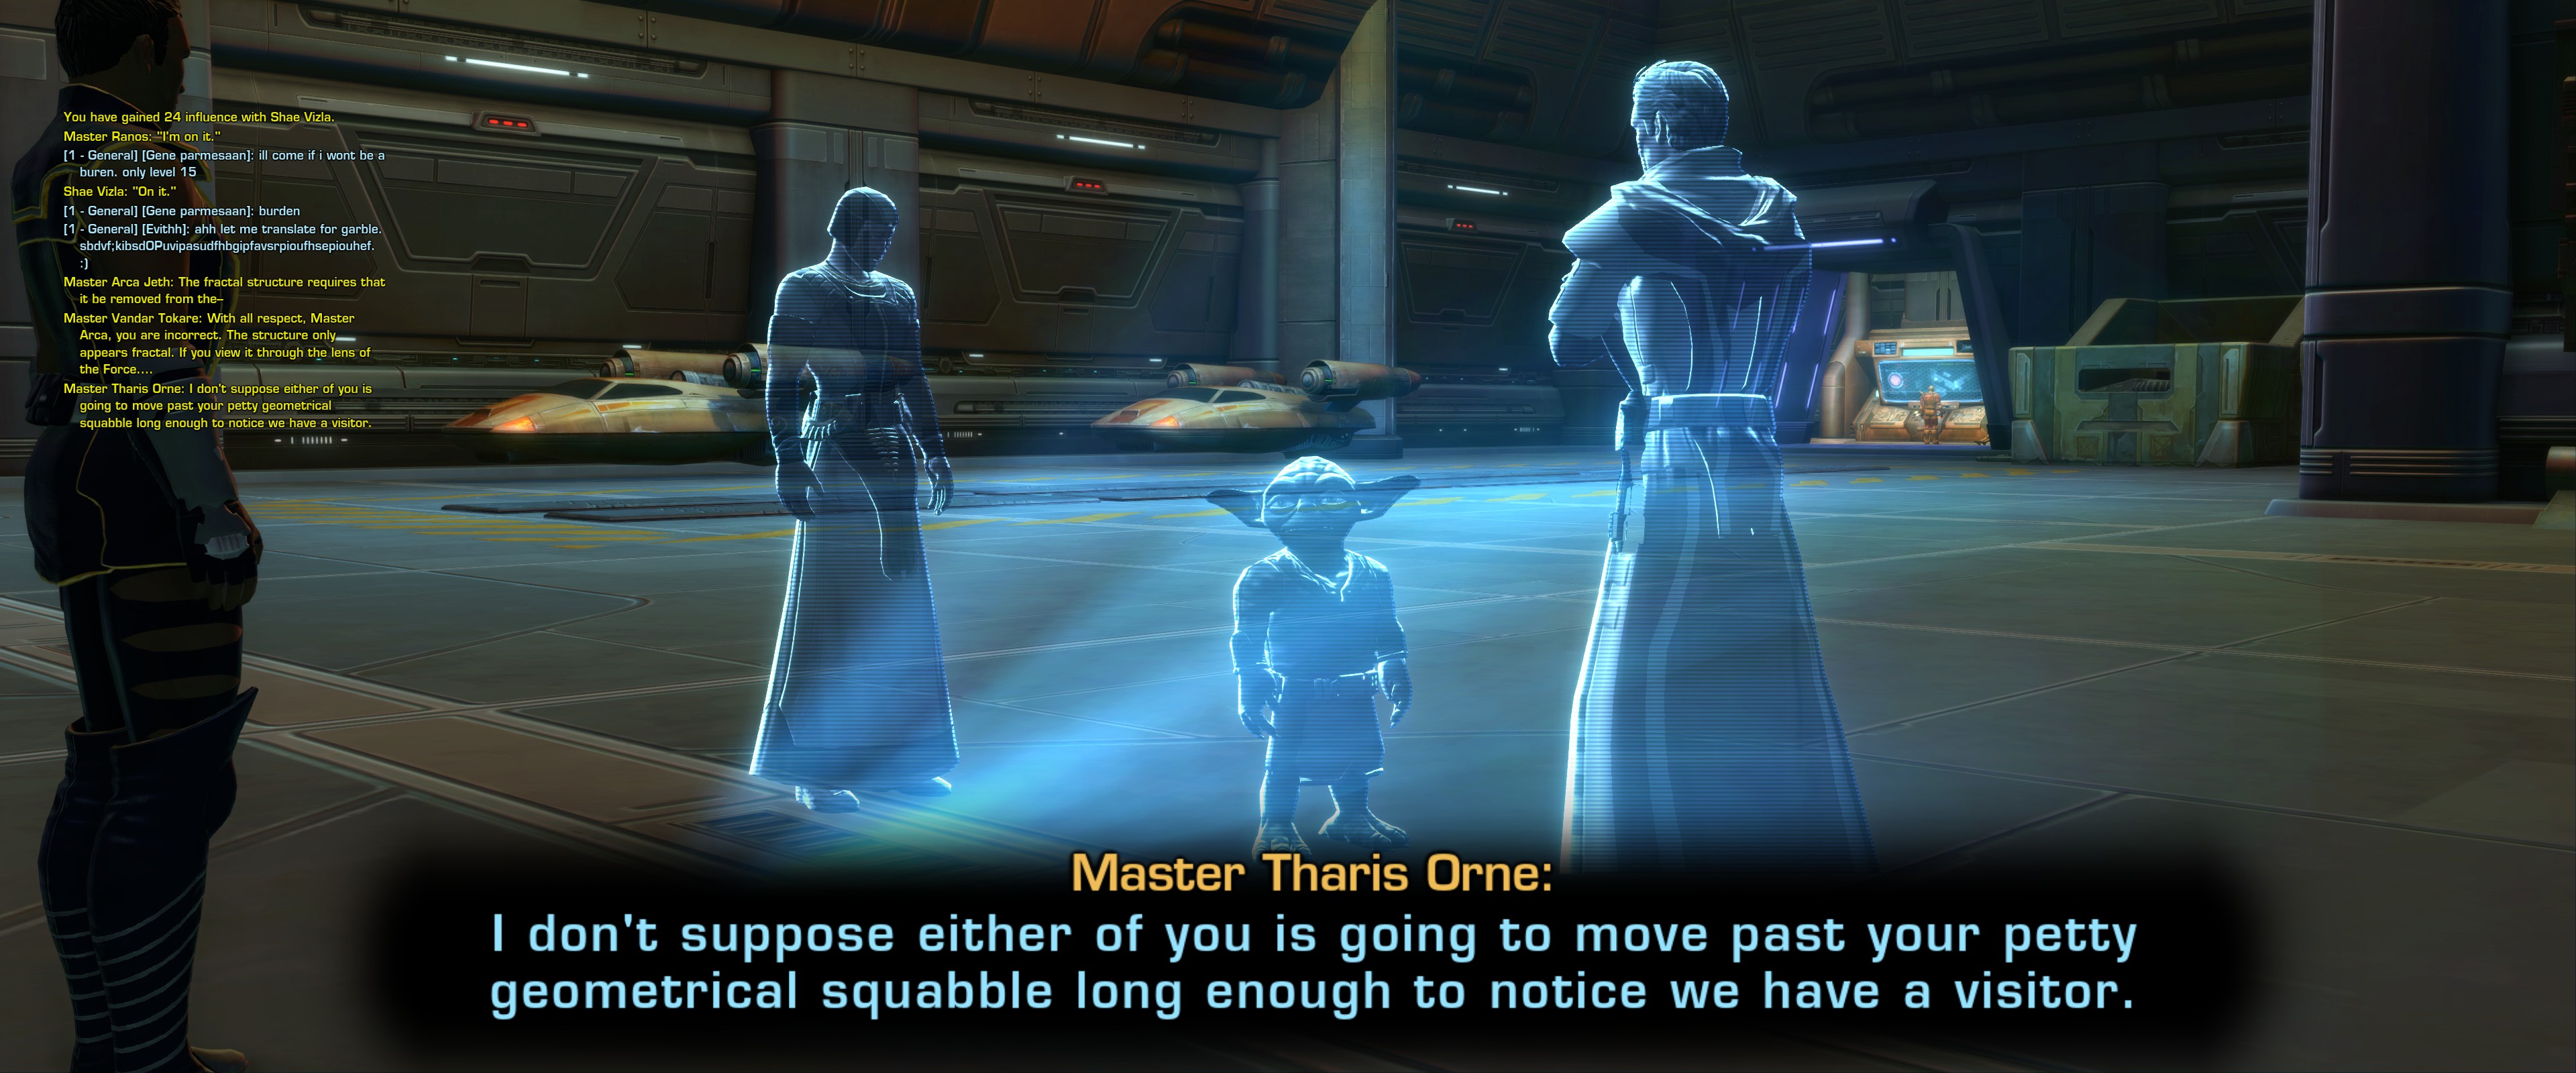 You have gained 24 influence with Shae Vizla.
Master Ranos: "I'm on it."
[1 - General] [Gene parmesaan]: ill come if i wont be a
buren. only level 15
Shae Vizla: "On it."
[1 - General] [Gene parmesaan]: burden
[1 - General] [Evithh]: ahh let me translate for garble.
sbdvf;kibsdOPuvipasudfhbgipfavsrpioufhsepiouhef.
:)
Master Arca Jeth: The fractal structure requires that
it be removed from the–
Master Vandar Tokare: With all respect, Master
Arca, you are incorrect. The structure only
appears fractal. If you view it through the lens of
the Force....
Master Tharis Orne: I don't suppose either of you is
going to move past your petty geometrical
squabble long enough to notice we have a visitor.
Master Tharis Orne:
I don't suppose either of you is going to move past your petty
geometrical squabble long enough to notice we have a visitor.